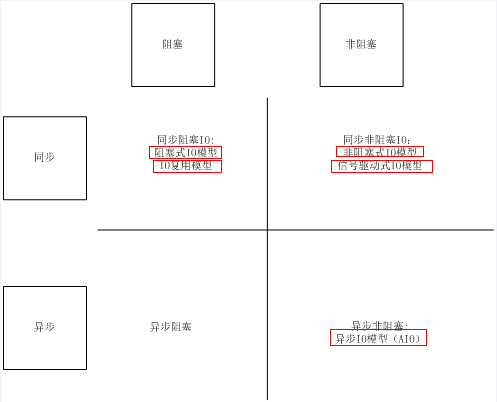 阻塞
非阻塞
同步
同步阻塞IO:
阻塞式IO模型
IO复用模型
同步非阻塞IO:
非阻塞式IO模型
信号驱动式IO模型
异步
异步阻塞
异步非阻塞:
异步IO模型（AIO）